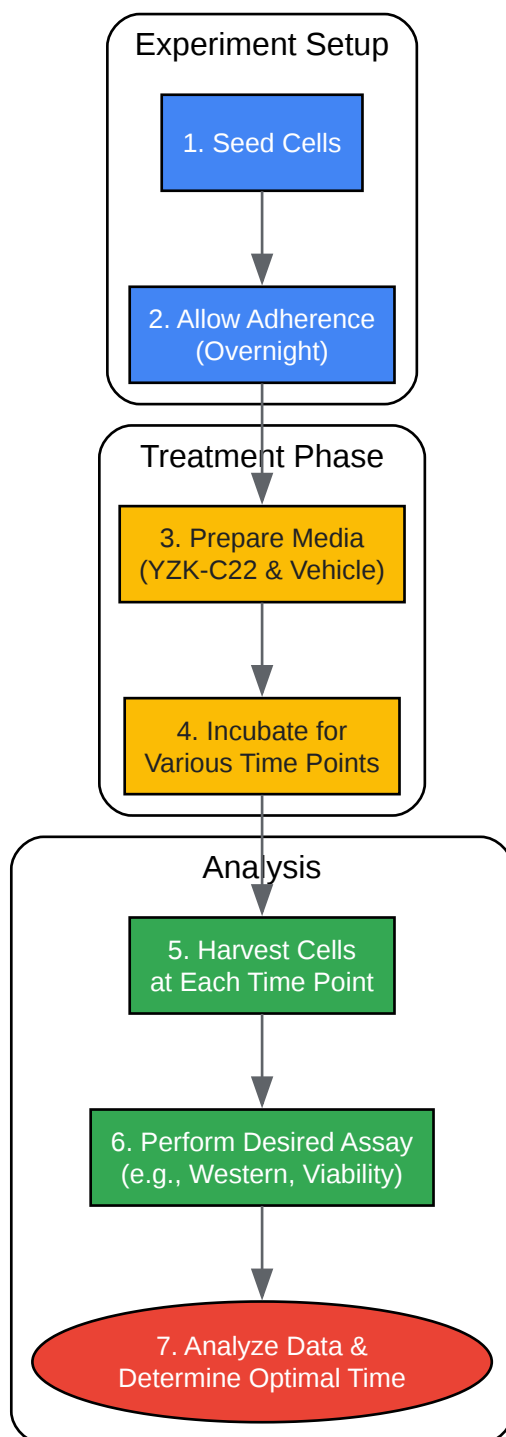 Experiment Setup
1. Seed Cells
2. Allow Adherence
(Overnight)
Treatment Phase
3. Prepare Media
(YZK-C22 & Vehicle)
4. Incubate for
Various Time Points
Analysis
5. Harvest Cells
at Each Time Point
6. Perform Desired Assay
(e.g., Western, Viability)
7. Analyze Data &
Determine Optimal Time